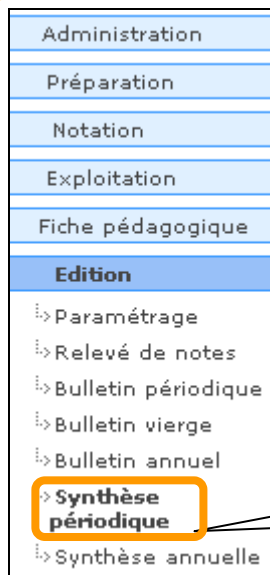 Administration
Préparation
Notation
Exploitation
Fiche pédagogique
Edition
Paramétrage
Relevé de notes
Bulletin périodique
Bulletin vierge
Bulletin annuel
Synthèse
périodique
Synthèse annuelle